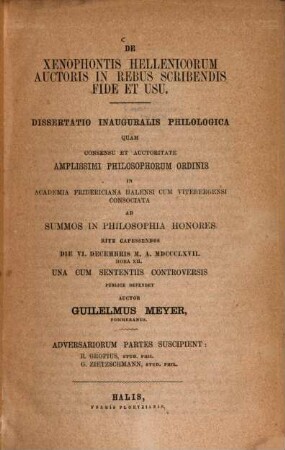 DE
XENOPHONTIS HELLENICORUM
AUCTORIS IN REBUS SCRIBENDIS
FIDE ET USU.
DISSERTATIO INAUGURALIS PHILOLOGICA
QUAM
CONSENSU ET AUCTORITATE
AMPLISSIMI PHILOSOPHORUM ORDINIS
IN
ACADEMIA FRIDERICIANA HALENSI CUM VITEBERGENSI
CONSOCIATA
AD
SUMMOS IN PHILOSOPHIA HONORES
RITE CAPESSENDOS
DIE VI. DECEMBRIS M. A. MDCCCLXVII.
HORA XII.
UNA CUM SENTENTIIS CONTROVERSIS
PUBLICE DEFENDET
AUCTOR
GUILELMUS MEYER,
POMMERANUS.
ADVERSARIORUM PARTES SUSCIPIENT:
R. GROPIUS, STUD. PHIL.
G. ZIETZSCHMANN, STUD. PHIL.
HALIS,
TYPIS PLOETZIANIS.